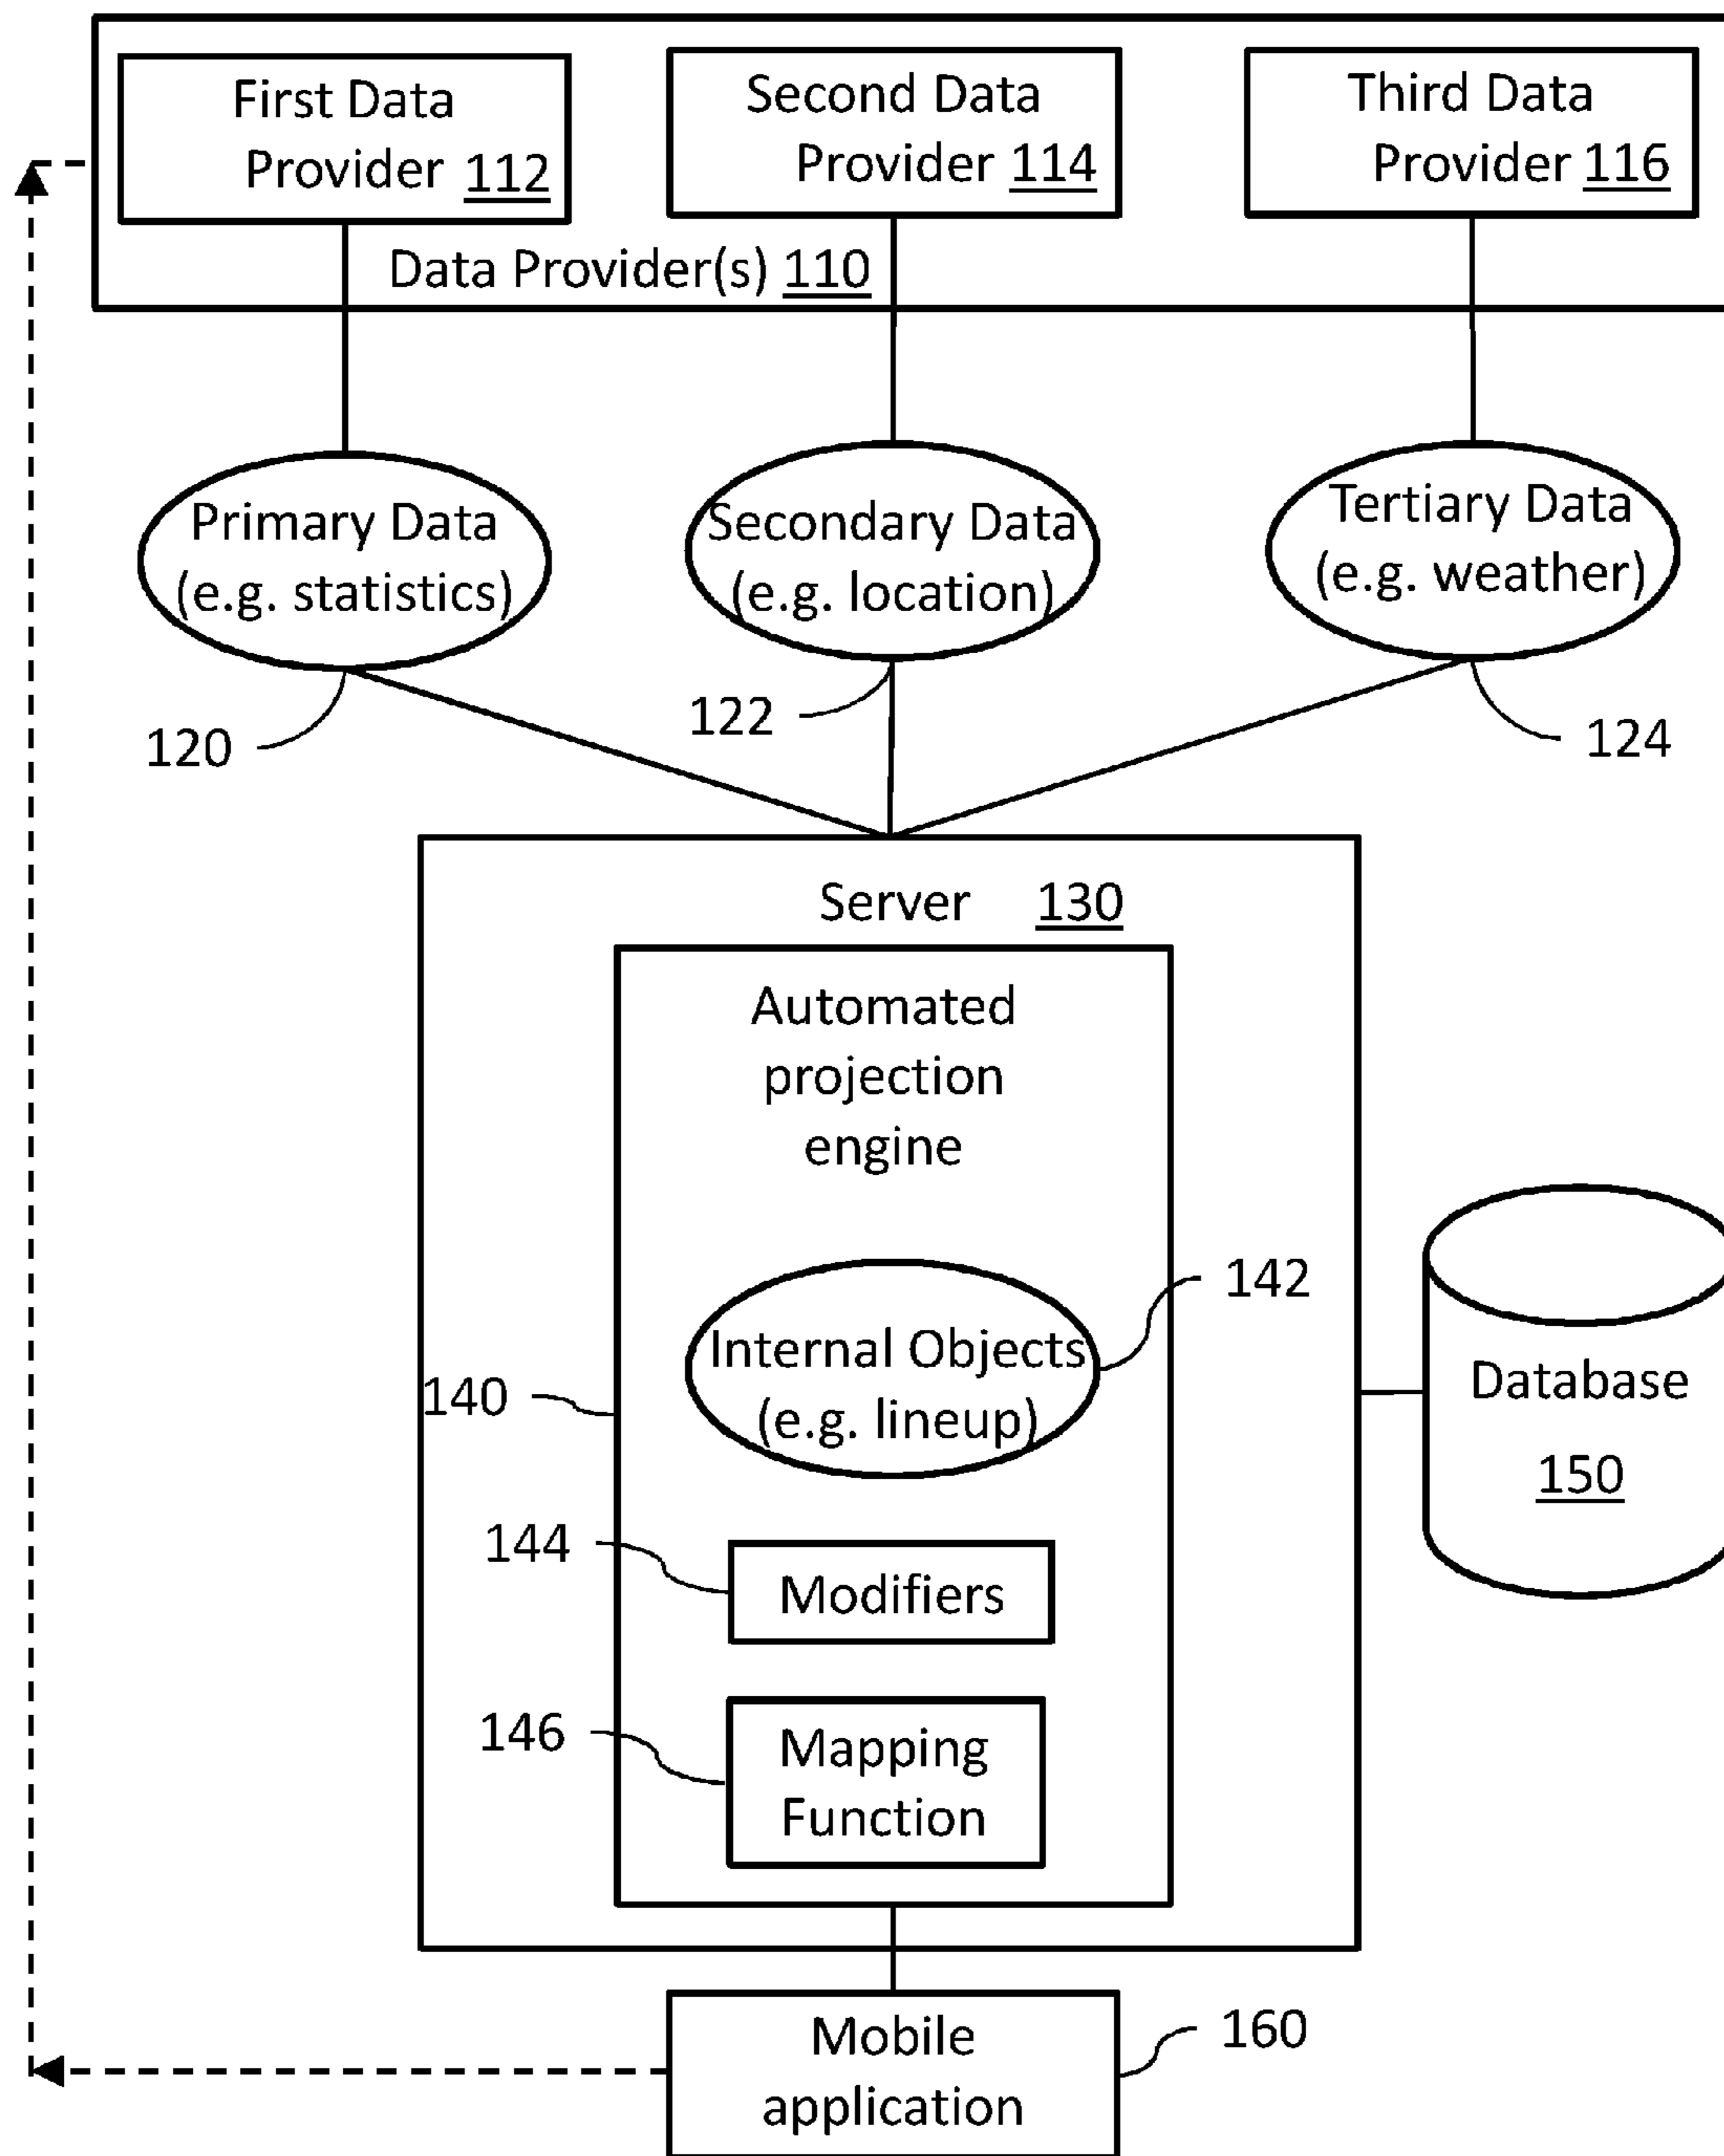 First Data
Provider 112
Second Data
Provider 114
Third Data
Provider 116
Data Provider(s) 110
Primary Data
(e.g. statistics)
Secondary Data
(e.g. location)
Tertiary Data
(e.g. weather)
120
122
124
Server 130
Automated
projection
engine
142
Internal Objects
(e.g. lineup)
140
Database
150
144
Modifiers
146
Mapping
Function
Mobile
application
160